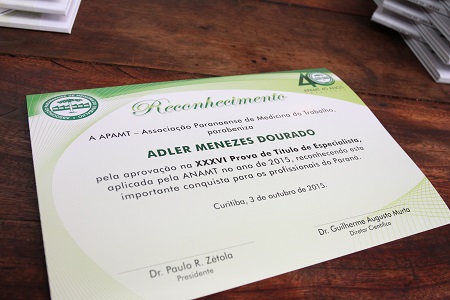 Reconhecimento
A APAMT – Associação Paranaense de Medicina do Trabalho,
parabeniza
ADLER MENEZES DOURADO
pela aprovação na XXXVI Prova de Título de Especialista,
aplicada pela ANAMT no ano de 2015, reconhecendo esta
importante conquista para os profissionais do Paraná.
Curitiba, 3 de outubro de 2015.
Dr. Paulo R. Zétola
Presidente
Dr. Guilherme Augusto Murta
Diretor Científico